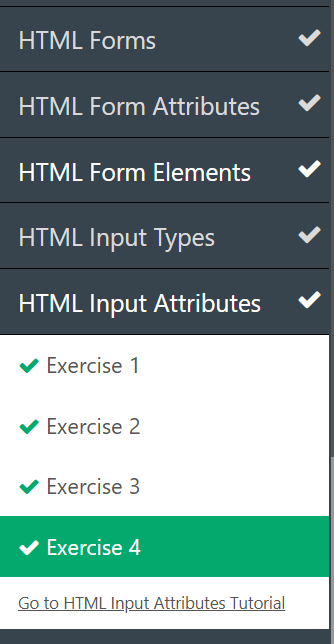 HTML Forms
HTML Form Attributes
HTML Form Elements
HTML Input Types
HTML Input Attributes
Exercise 1
Exercise 2
Exercise 3
Exercise 4
Go to HTML Input Attributes Tutorial